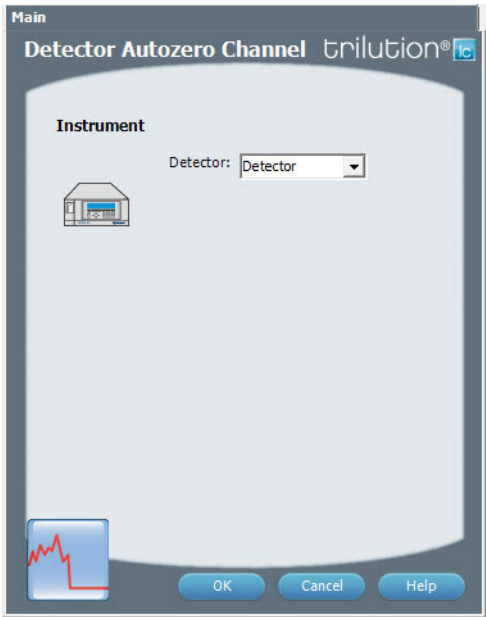 Main
Detector Autozero Channel trilution® lc
Instrument
Detector: Detector
OK Cancel Help